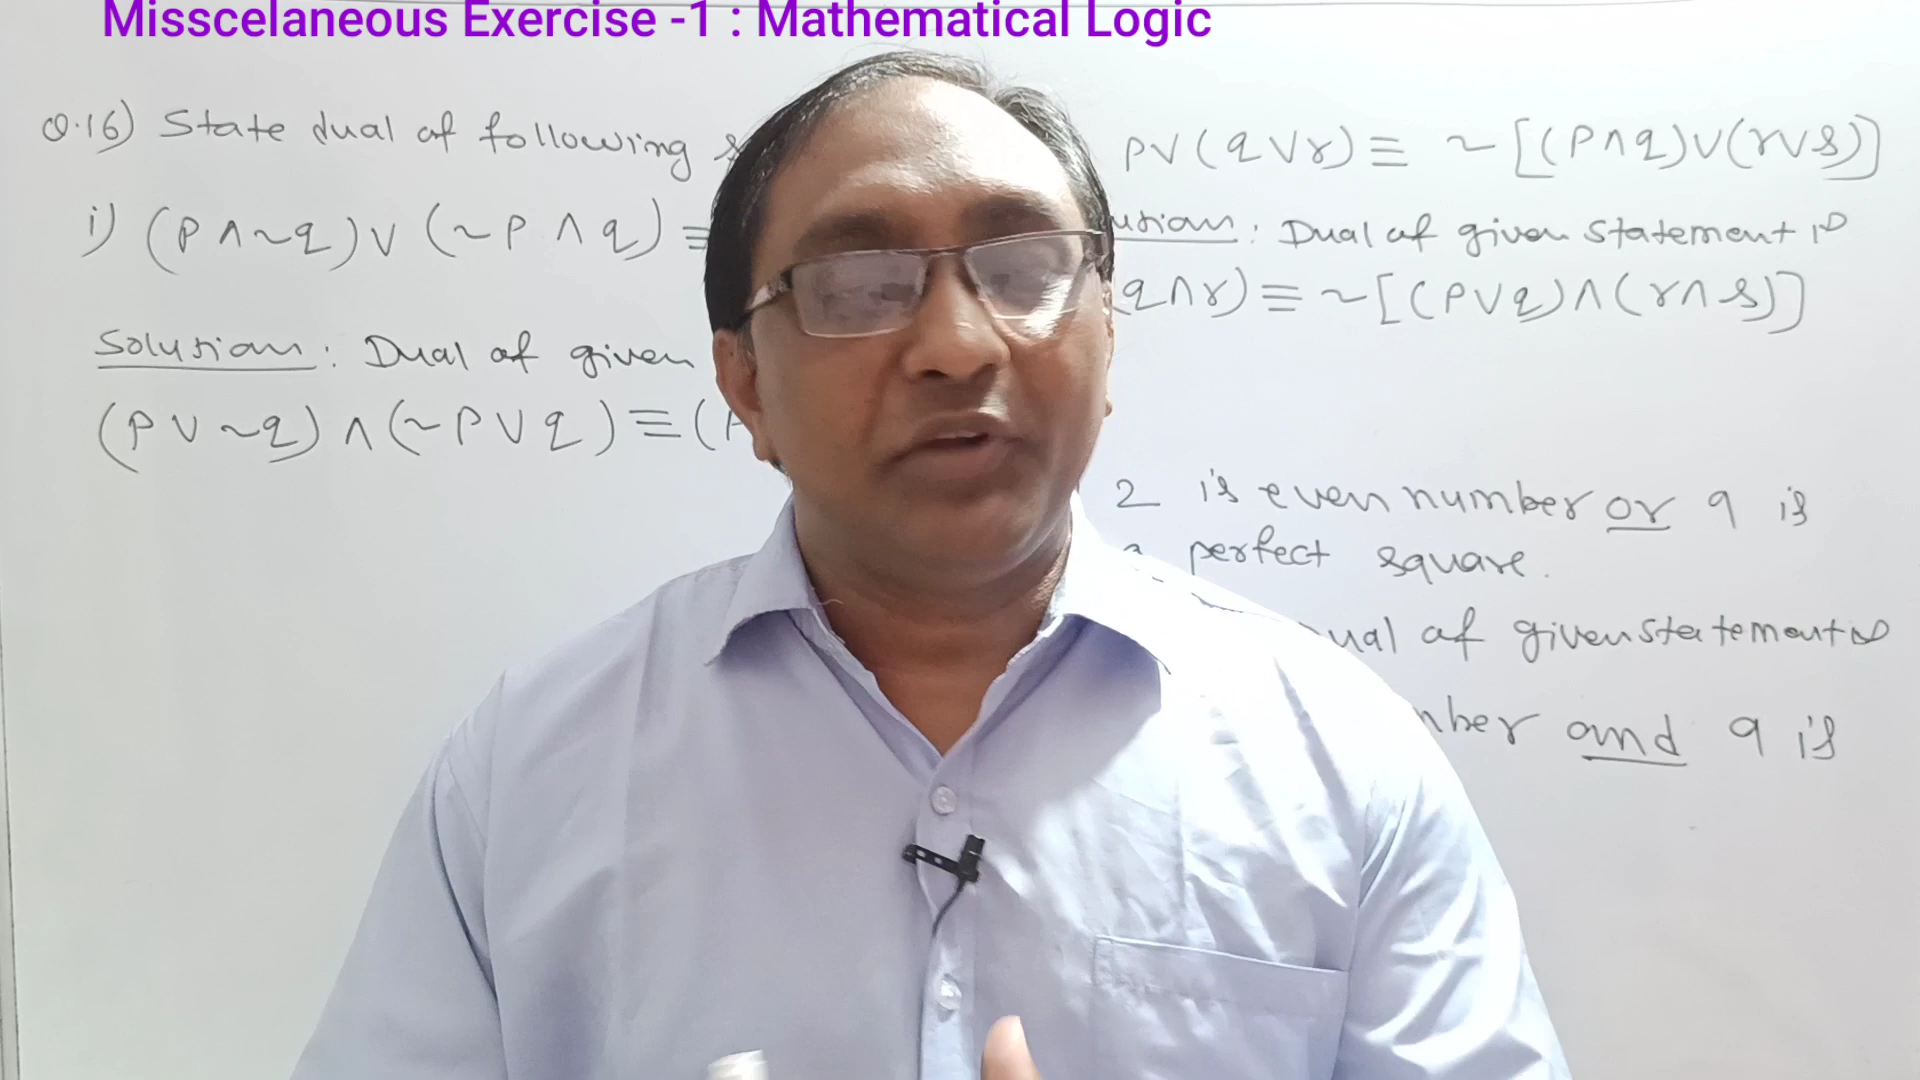 Misscelaneous Exercise -1 : Mathematical Logic
Q.16) State dual of following
i) (p ∧ ~q) ∨ (~p ∧ q) ≡
Solution : Dual of given
(p ∨ ~q) ∧ (~p ∨ q) ≡ (
p ∨ (q ∨ r) ≡ ~ [(p ∧ q) ∨ (r ∨ s)]
: Dual of given statement is
(q ∧ r) ≡ ~ [(p ∨ q) ∧ (r ∧ s)]
2 is even number or 9 is
perfect square.
of given statement is
and 9 is